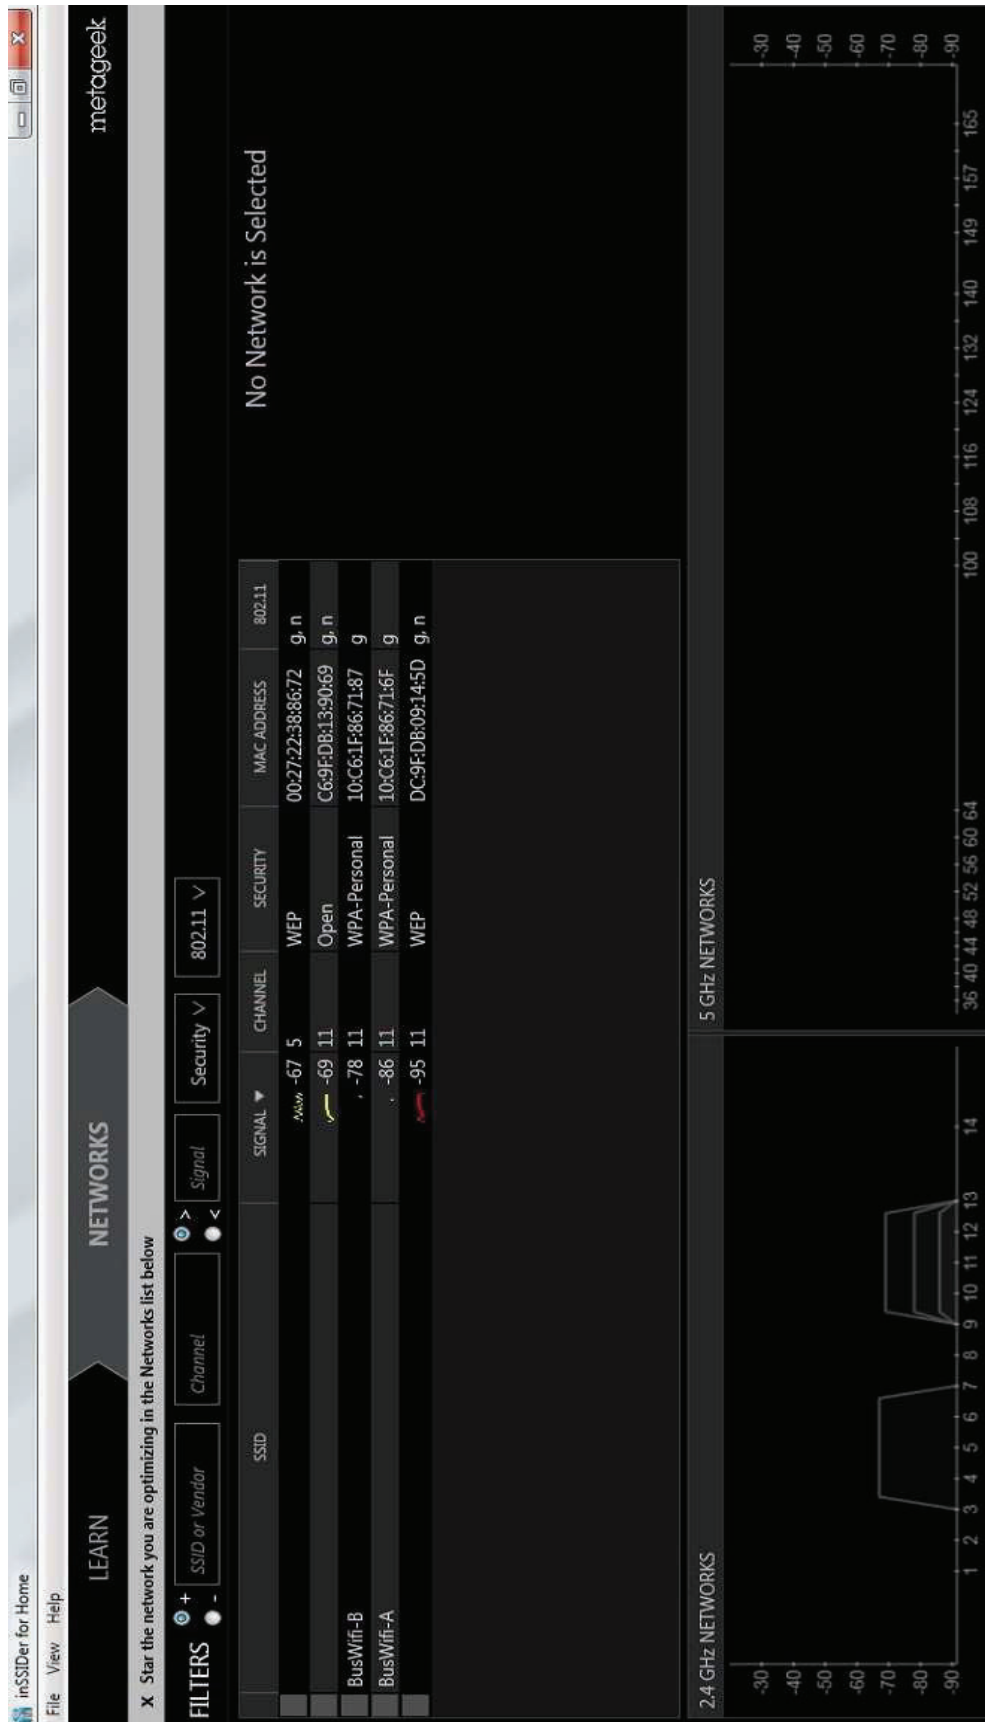 inSSIDer for Home
File View Help
LEARN NETWORKS metageek
X Star the network you are optimizing in the Networks list below
FILTERS + - SSID or Vendor Channel > < Signal Security 802.11
SSID SIGNAL CHANNEL SECURITY MAC ADDRESS 802.11
-67 5 WEP 00:27:22:38:86:72 g, n
-69 11 Open C6:9F:DB:13:90:69 g, n
BusWifi-B -78 11 WPA-Personal 10:C6:1F:86:71:87 g
BusWifi-A -86 11 WPA-Personal 10:C6:1F:86:71:6F g
-95 11 WEP DC:9F:DB:09:14:5D g, n
No Network is Selected
2.4 GHz NETWORKS
-30
-40
-50
-60
-70
-80
-90
1 2 3 4 5 6 7 8 9 10 11 12 13 14
5 GHz NETWORKS
-30
-40
-50
-60
-70
-80
-90
36 40 44 48 52 56 60 64 100 108 116 124 132 140 149 157 165